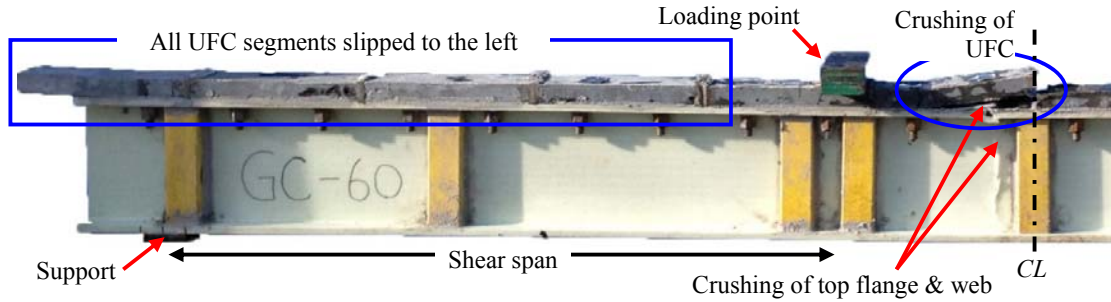 Loading point
Crushing of
UFC
All UFC segments slipped to the left
GC-60
Support
Shear span
Crushing of top flange & web
CL